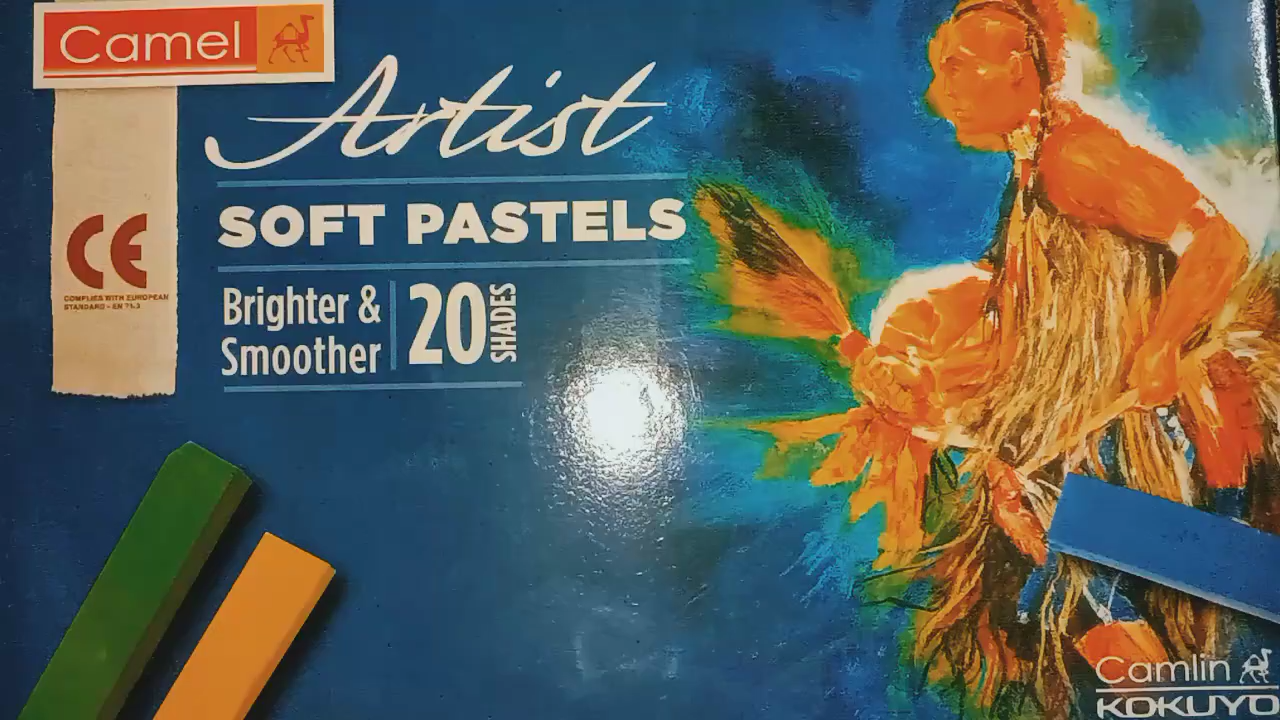 Camel
Artist
SOFT PASTELS
Brighter &
Smoother
20
SHADES
CE
COMPLIES WITH EUROPEAN
STANDARD - EN 71.3
Camlin
KOKUYO